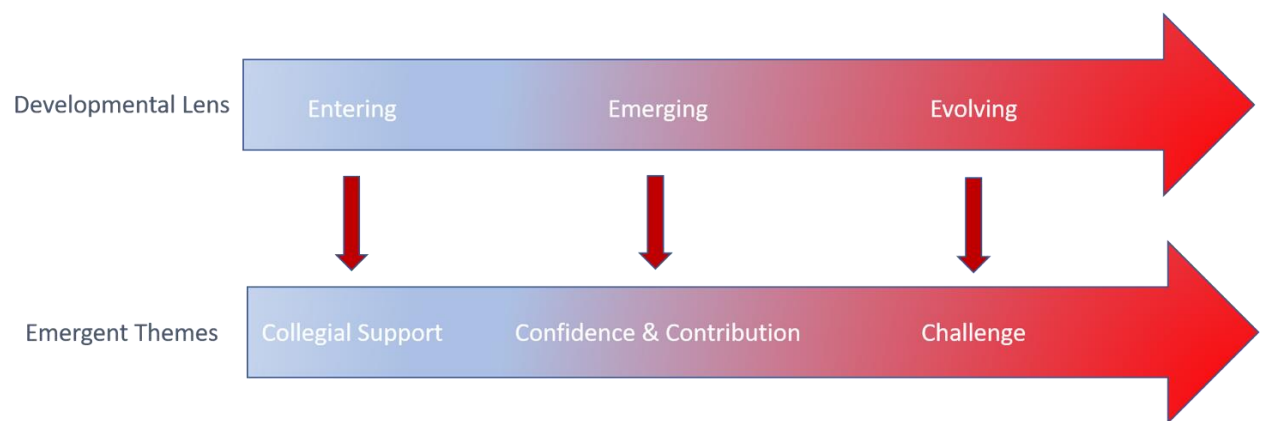 Developmental Lens
Entering
Emerging
Evolving
Emergent Themes
Collegial Support
Confidence & Contribution
Challenge